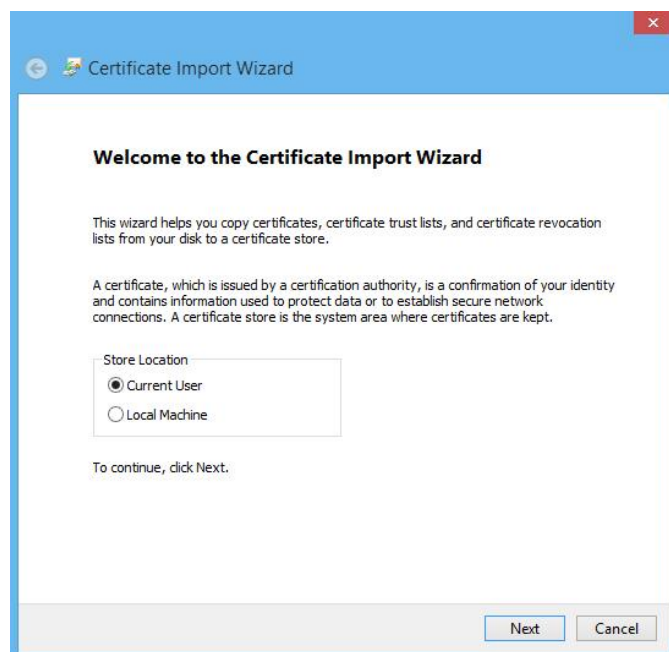 Certificate Import Wizard
Welcome to the Certificate Import Wizard
This wizard helps you copy certificates, certificate trust lists, and certificate revocation
lists from your disk to a certificate store.
A certificate, which is issued by a certification authority, is a confirmation of your identity
and contains information used to protect data or to establish secure network
connections. A certificate store is the system area where certificates are kept.
Store Location
Current User
Local Machine
To continue, click Next.
Next Cancel